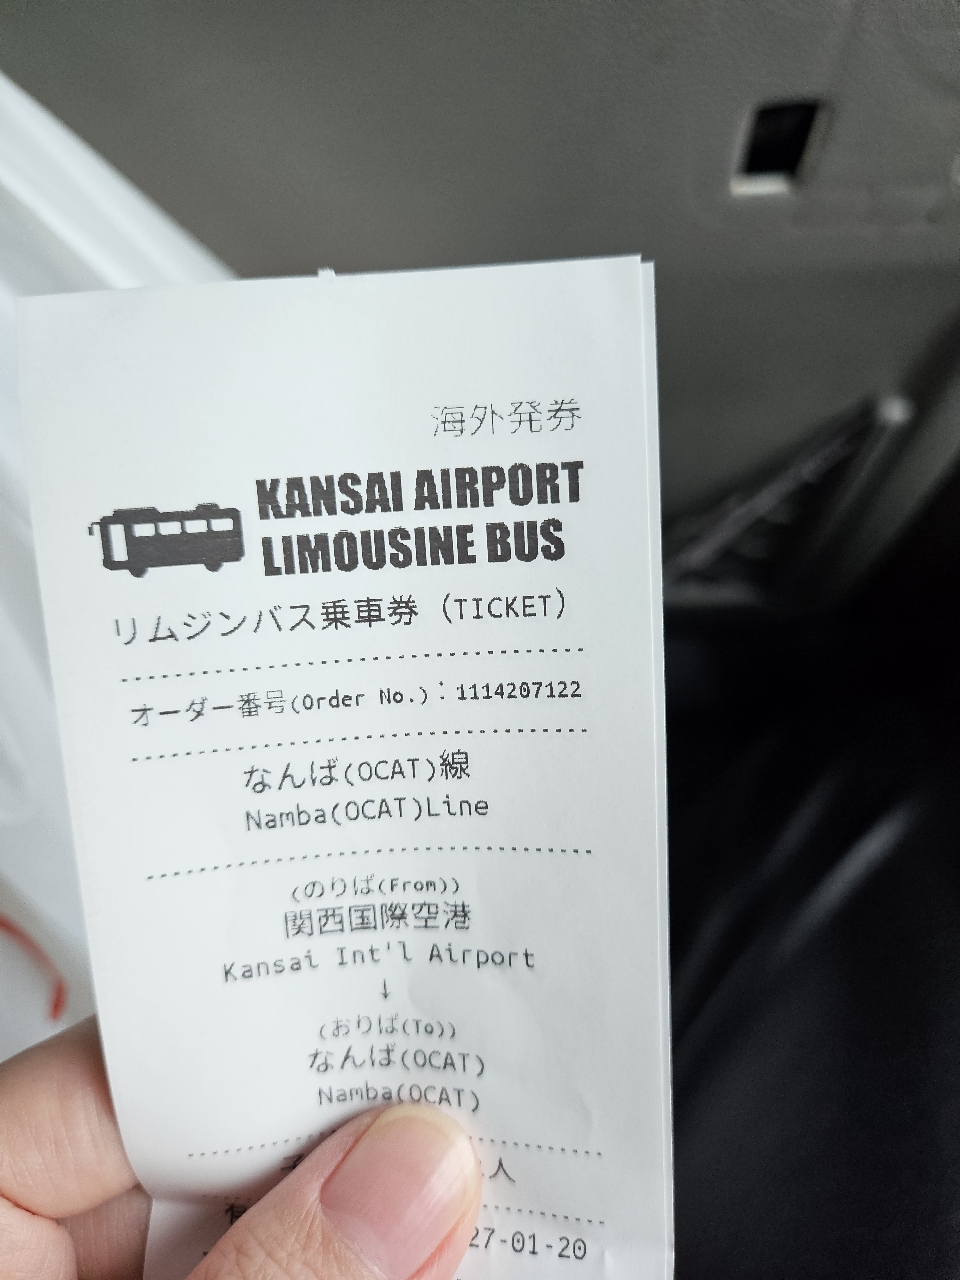 海外発券
KANSAI AIRPORT
LIMOUSINE BUS
リムジンバス乗車券 (TICKET)
オーダー番号(Order No.):1114207122
なんば(OCAT)線
Namba(OCAT)Line
(のりば(From))
関西国際空港
Kansai Int'l Airport
↓
(おりば(To))
なんば(OCAT)
Namba(OCAT)
人
27-01-20